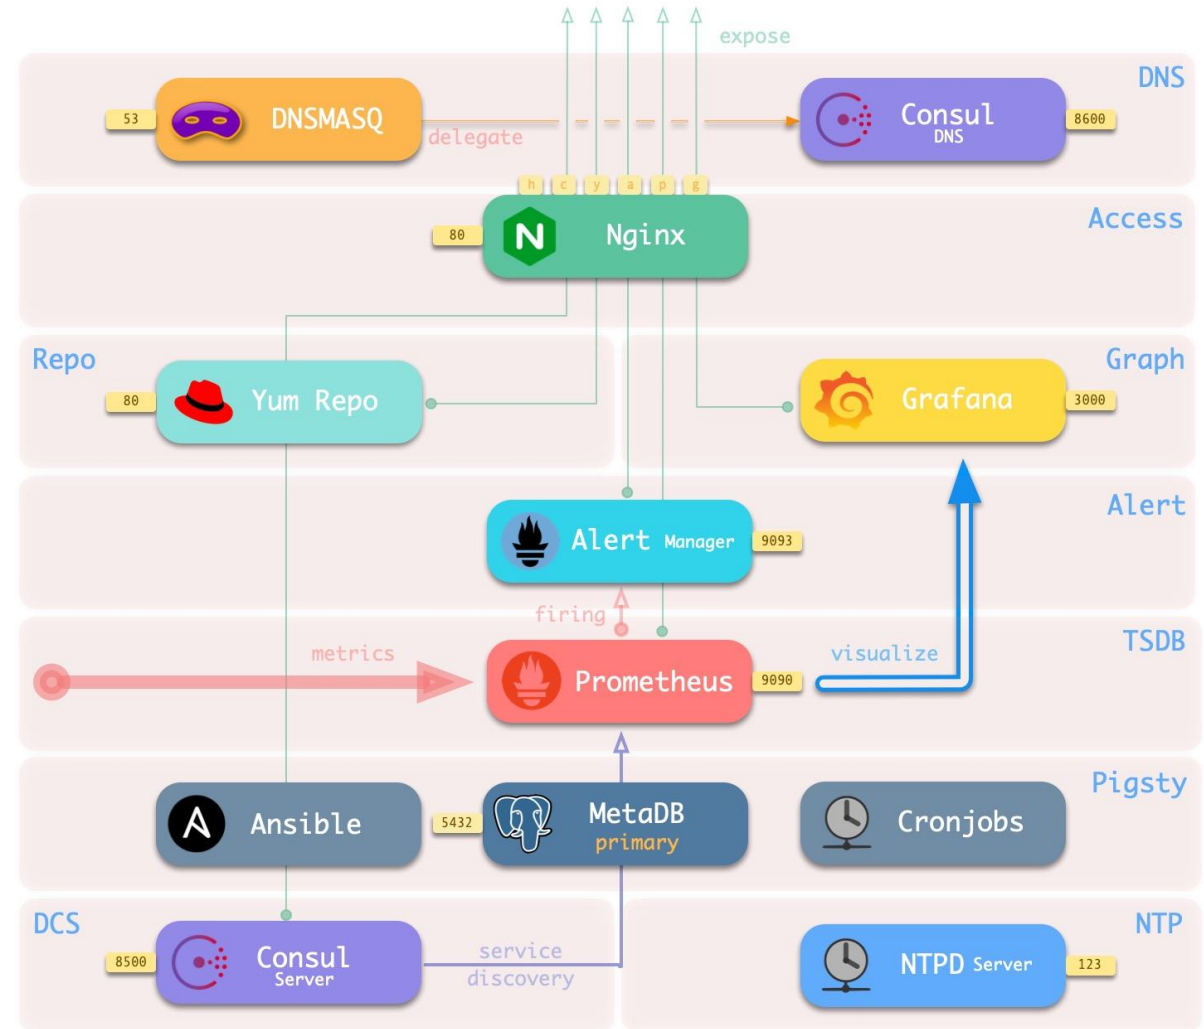 expose
DNS
53
DNSMASQ
delegate
Consul
DNS
8600
h c y a p g
80
Nginx
Access
Repo
80
Yum Repo
Graph
Grafana
3000
Alert
Alert Manager
9093
firing
TSDB
metrics
Prometheus
9090
visualize
Pigsty
Ansible
5432
MetaDB
primary
Cronjobs
DCS
8500
Consul
Server
service
discovery
NTP
NTPD Server
123